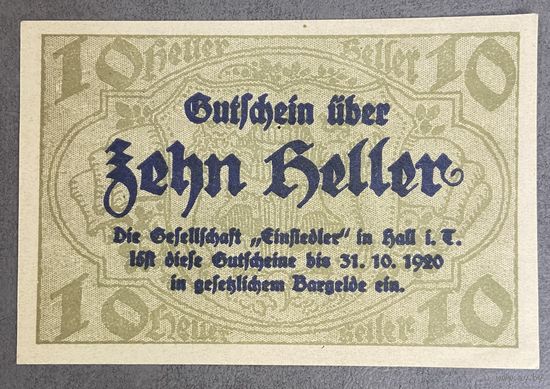 10 Heller Heller 10
Gutschein über
Zehn Heller
Die Gesellschaft „Einsiedler" in Hall i. T.
löst diese Gutscheine bis 31. 10. 1920
in gesetzlichem Bargelde ein.
10 Heller Heller 10